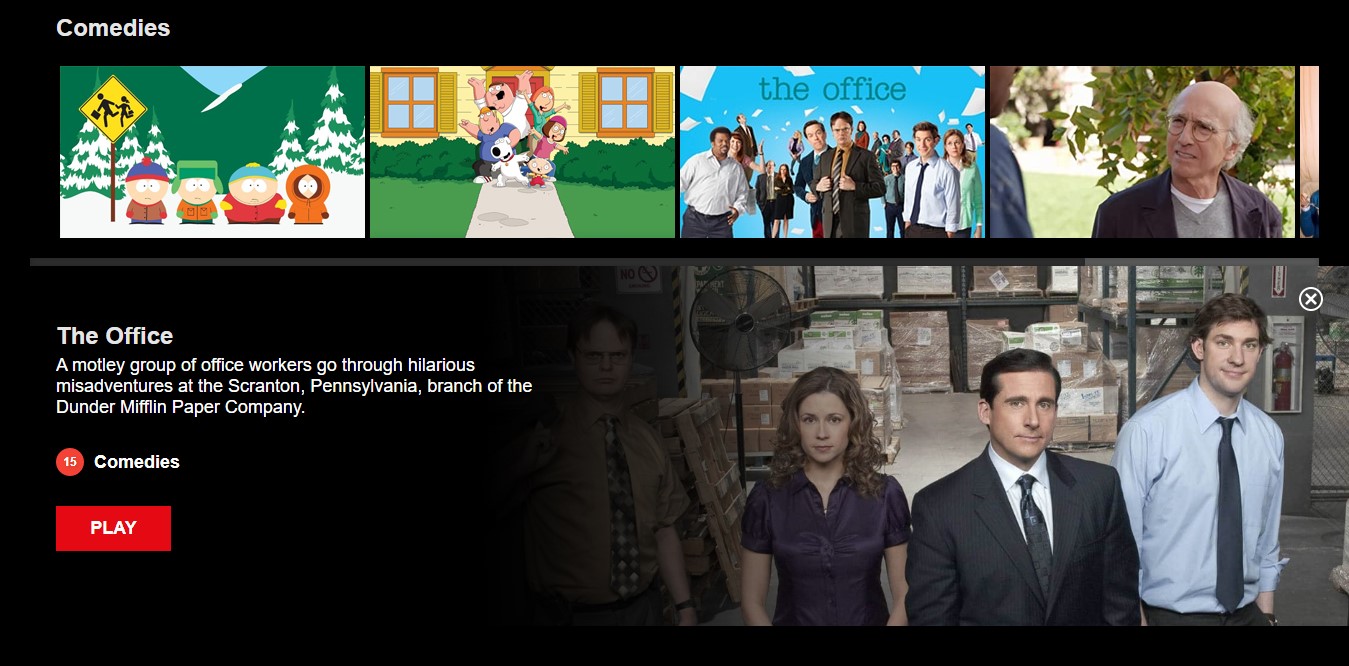 Comedies
the office
NO
The Office
A motley group of office workers go through hilarious
misadventures at the Scranton, Pennsylvania, branch of the
Dunder Mifflin Paper Company.
15 Comedies
PLAY